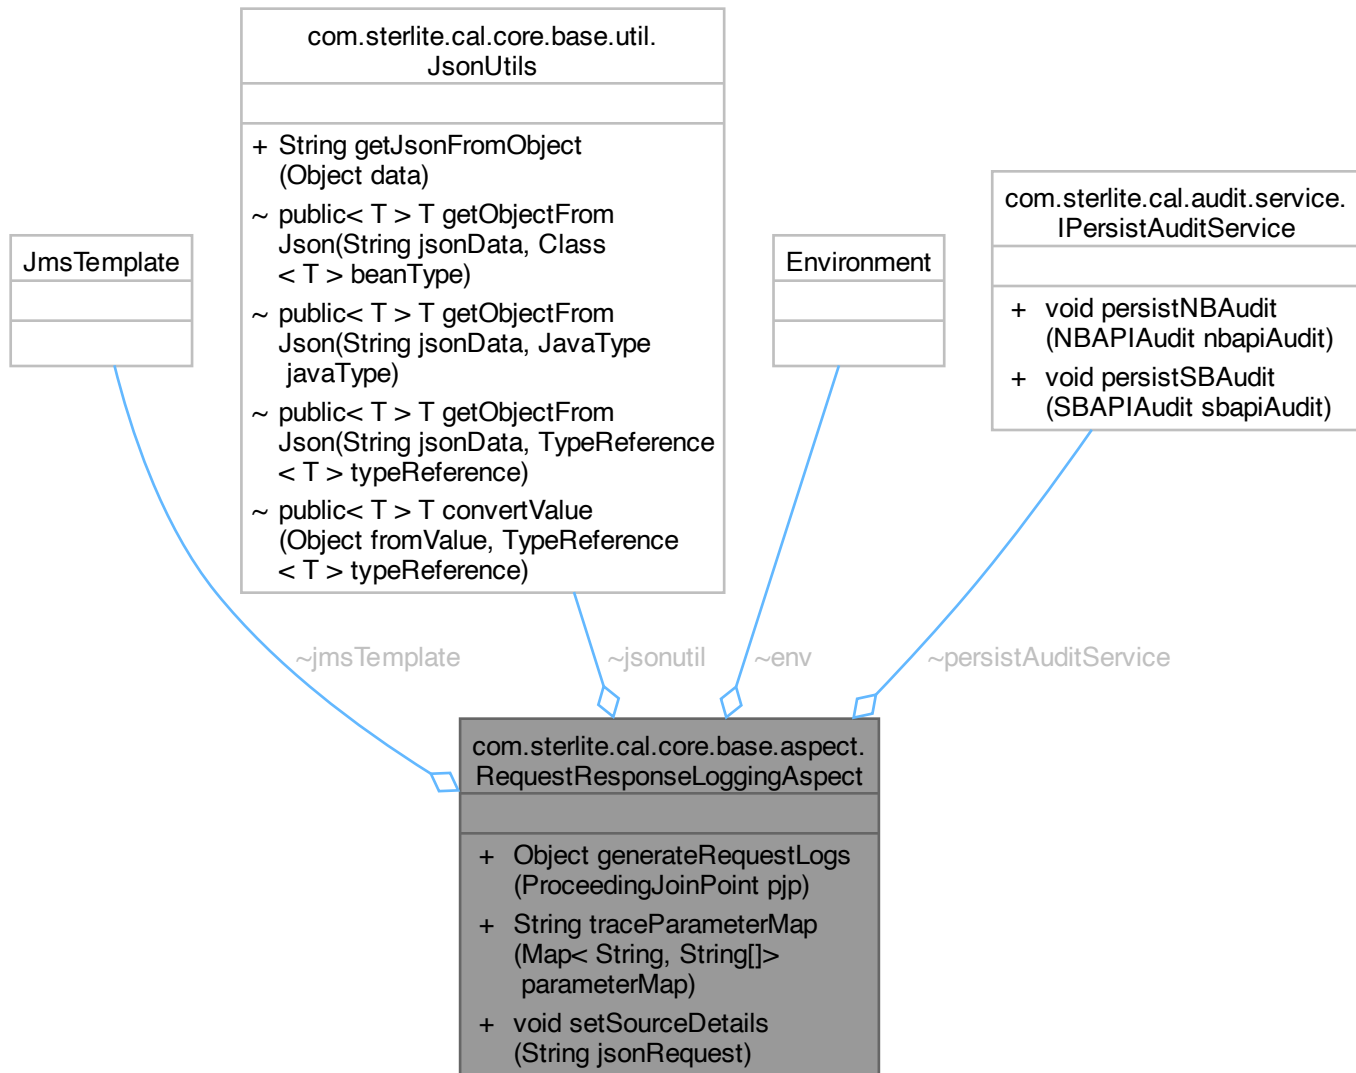 com.sterlite.cal.core.base.util.
JsonUtils
+ String getJsonFromObject
(Object data)
~ public< T > T getObjectFrom
Json(String jsonData, Class
< T > beanType)
~ public< T > T getObjectFrom
Json(String jsonData, JavaType
javaType)
~ public< T > T getObjectFrom
Json(String jsonData, TypeReference
< T > typeReference)
~ public< T > T convertValue
(Object fromValue, TypeReference
< T > typeReference)
com.sterlite.cal.audit.service.
IPersistAuditService
+ void persistNBAudit
(NBAPIAudit nbapiAudit)
+ void persistSBAudit
(SBAPIAudit sbapiAudit)
JmsTemplate
Environment
~jmsTemplate
~jsonutil
~env
~persistAuditService
com.sterlite.cal.core.base.aspect.
RequestResponseLoggingAspect
+ Object generateRequestLogs
(ProceedingJoinPoint pjp)
+ String traceParameterMap
(Map< String, String[]>
parameterMap)
+ void setSourceDetails
(String jsonRequest)